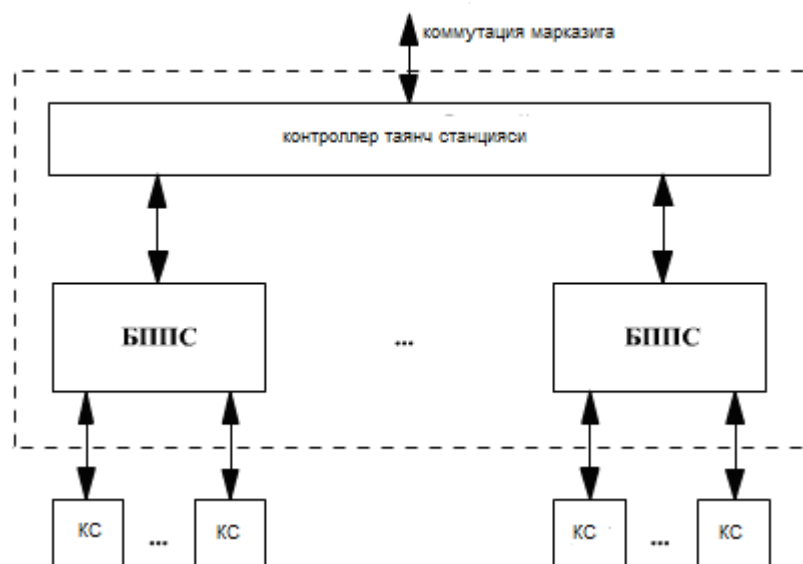 коммутация марказига
контроллер таянч станцияси
БППС
...
БППС
КС
...
КС
КС
...
КС